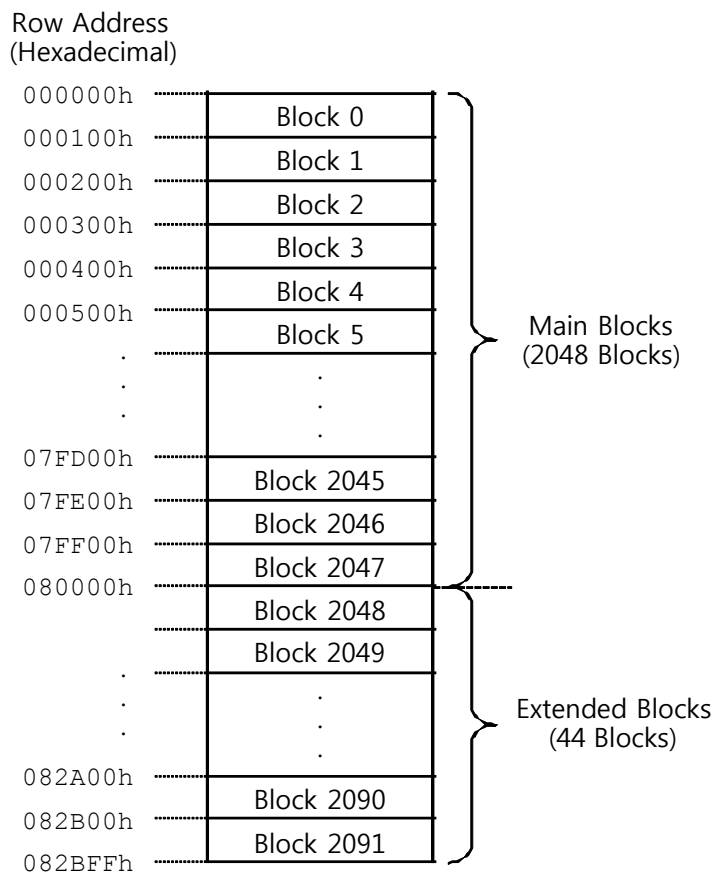 Row Address
(Hexadecimal)
000000h
Block 0
000100h
Block 1
000200h
Block 2
000300h
Block 3
000400h
Block 4
000500h
Block 5
Main Blocks
(2048 Blocks)
.
.
.
.
.
.
07FD00h
Block 2045
07FE00h
Block 2046
07FF00h
Block 2047
080000h
Block 2048
Block 2049
.
.
.
.
.
.
Extended Blocks
(44 Blocks)
082A00h
Block 2090
082B00h
Block 2091
082BFFh